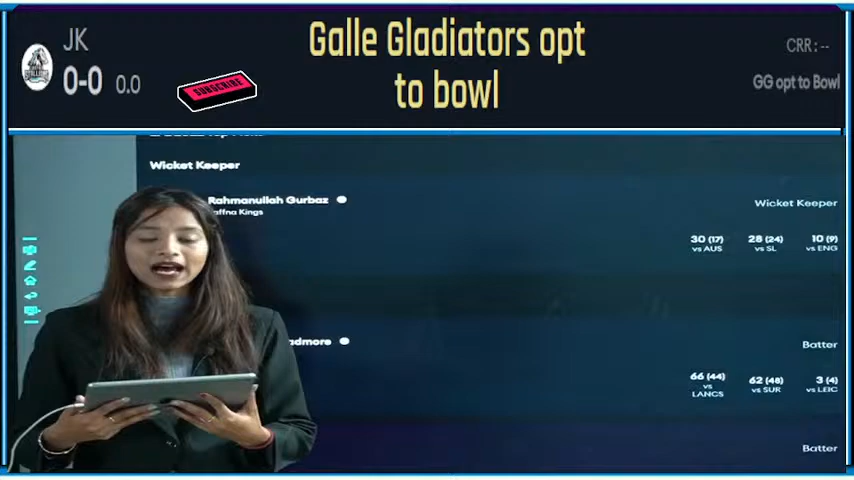 JK
0-0 0.0
SUBSCRIBE
Galle Gladiators opt
to bowl
CRR : --
GG opt to Bowl
Wicket Keeper
Rahmanullah Gurbaz
affna Kings
Wicket Keeper
30 (17) 28 (24) 10 (9)
vs AUS vs SL vs ENG
admore
Batter
66 (44) 62 (48) 3 (4)
vs LANCS vs SUR vs LEIC
Batter